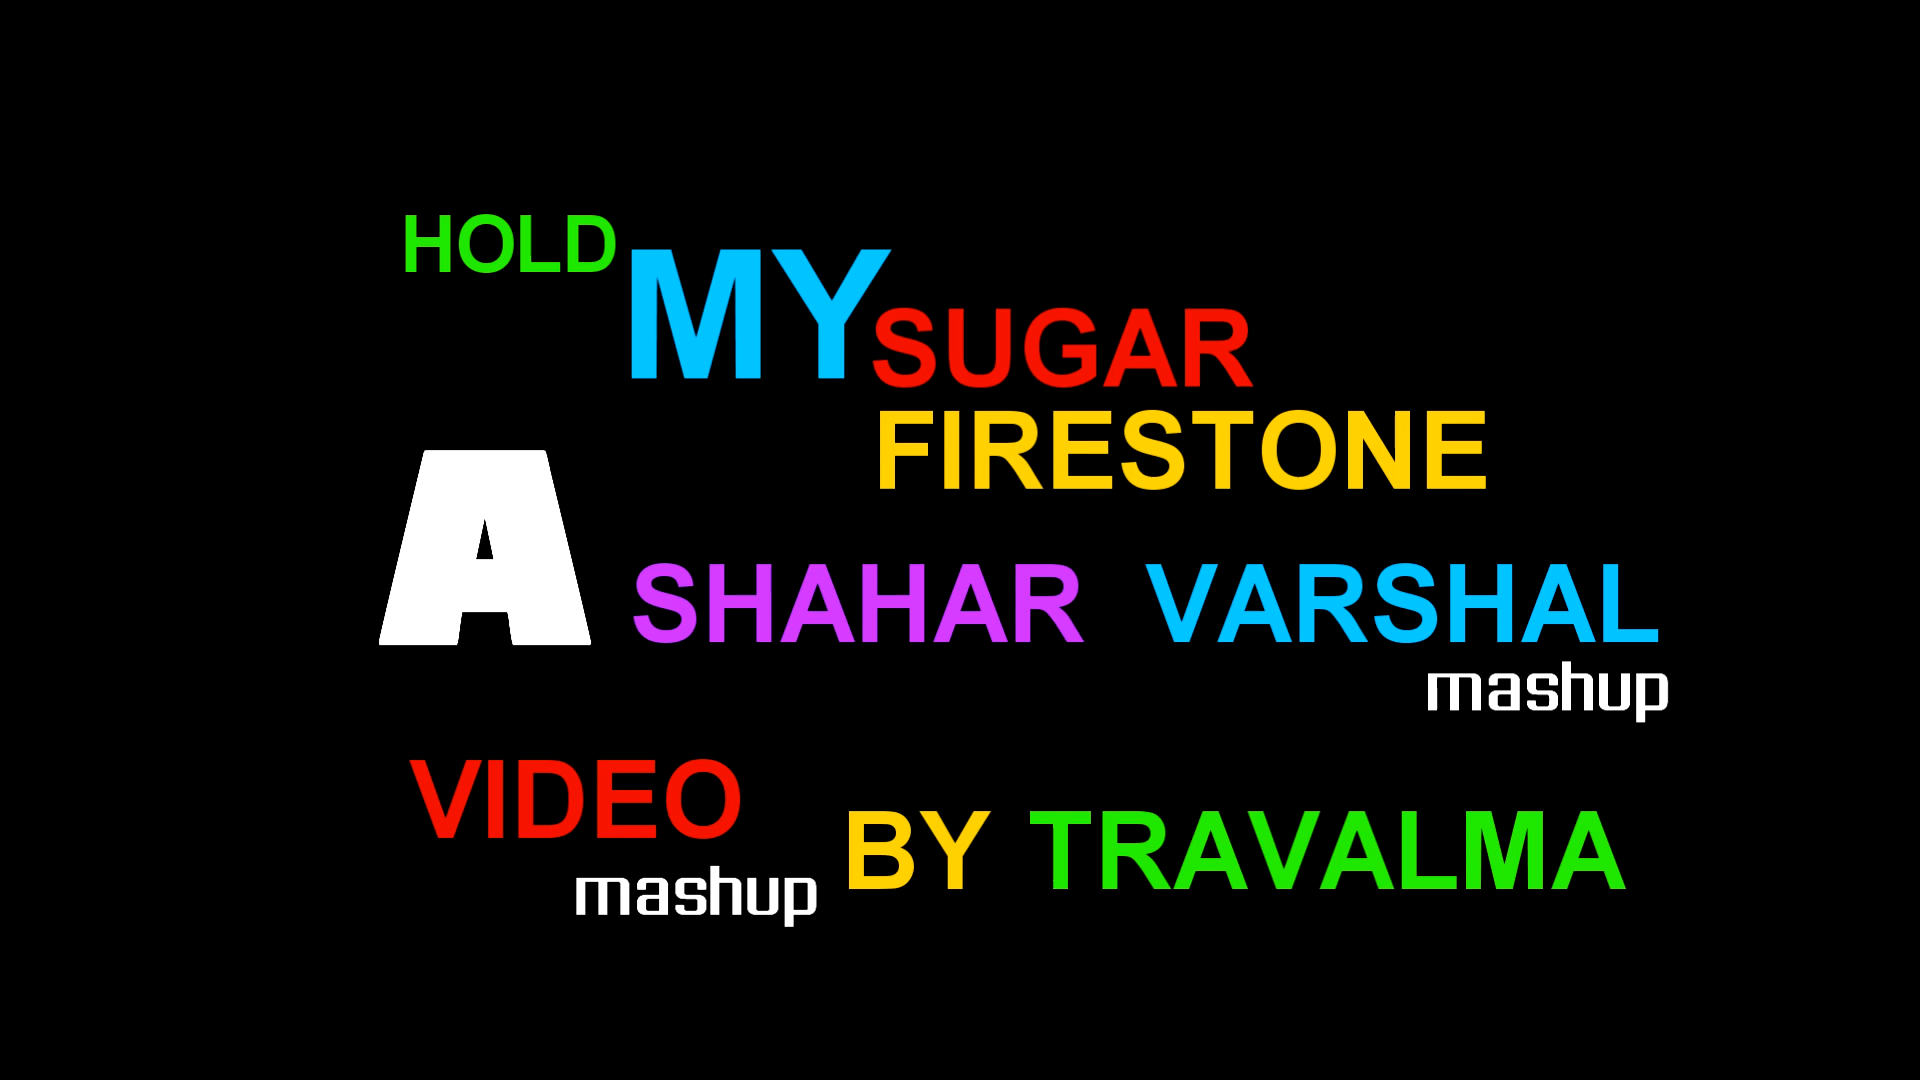 HOLD MY SUGAR
FIRESTONE
A SHAHAR VARSHAL
mashup
VIDEO
mashup BY TRAVALMA